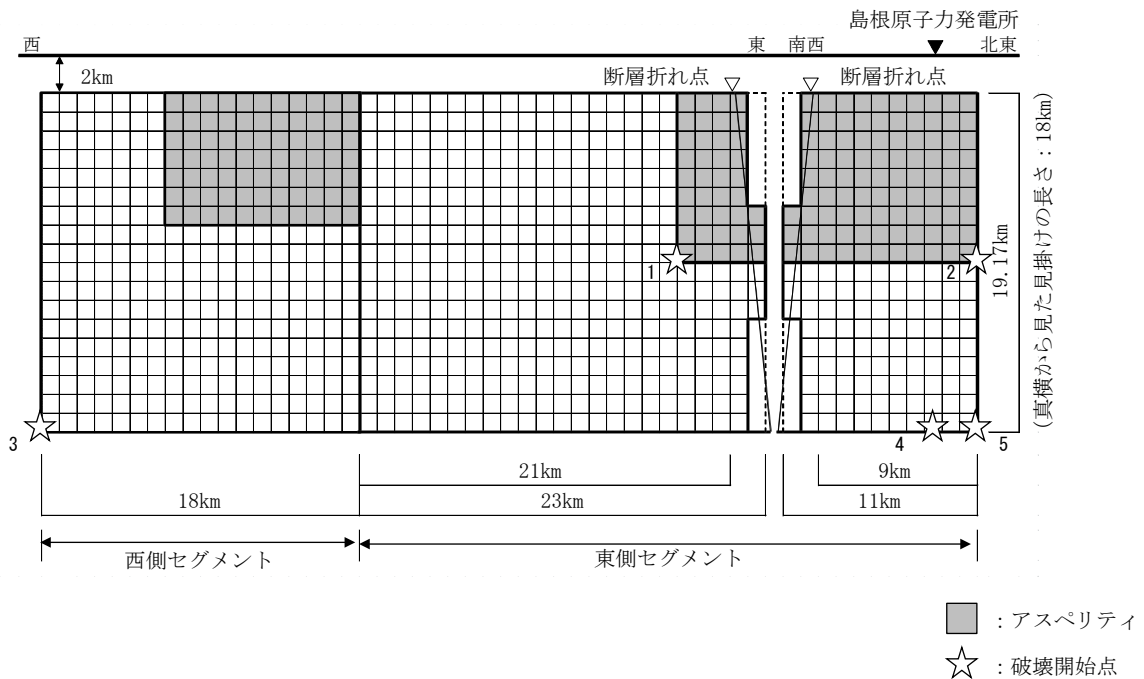 島根原子力発電所
西
東
南西
北東
2km
断層折れ点
断層折れ点
1
2
19.17km
(真横から見た見掛けの長さ:18km)
3
4
5
21km
9km
18km
23km
11km
西側セグメント
東側セグメント
:アスペリティ
:破壊開始点